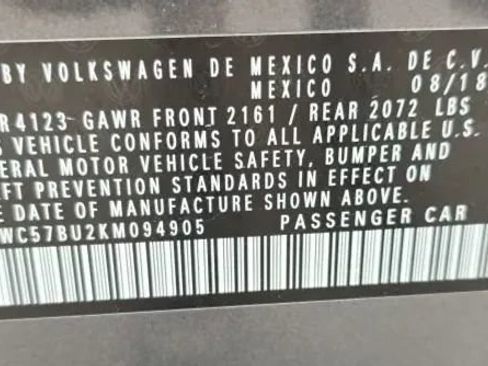 BY VOLKSWAGEN DE MEXICO S.A. DE C.V.
MEXICO 08/18
R 4123 GAWR FRONT 2161 / REAR 2072 LBS
S VEHICLE CONFORMS TO ALL APPLICABLE U.S.
ERAL MOTOR VEHICLE SAFETY, BUMPER AND
EFT PREVENTION STANDARDS IN EFFECT ON
E DATE OF MANUFACTURE SHOWN ABOVE.
WC57BU2KM094905 PASSENGER CAR